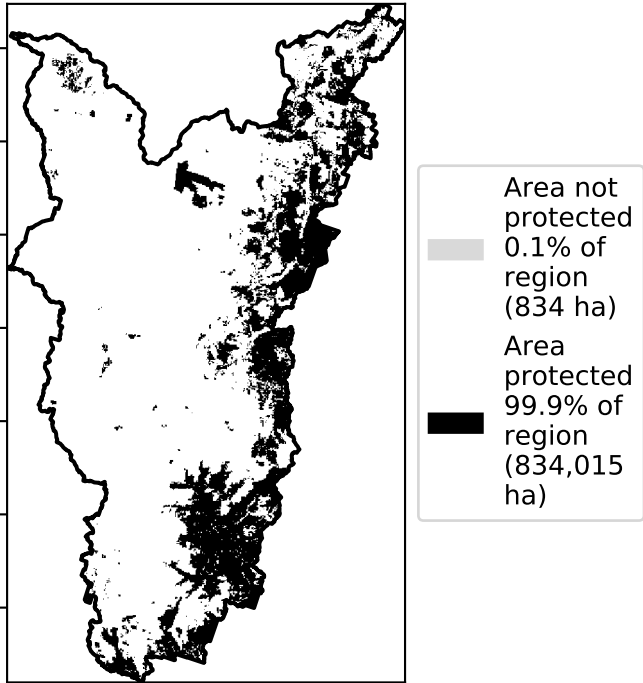 Area not
protected
0.1% of
region
(834 ha)
Area
protected
99.9% of
region
(834,015
ha)